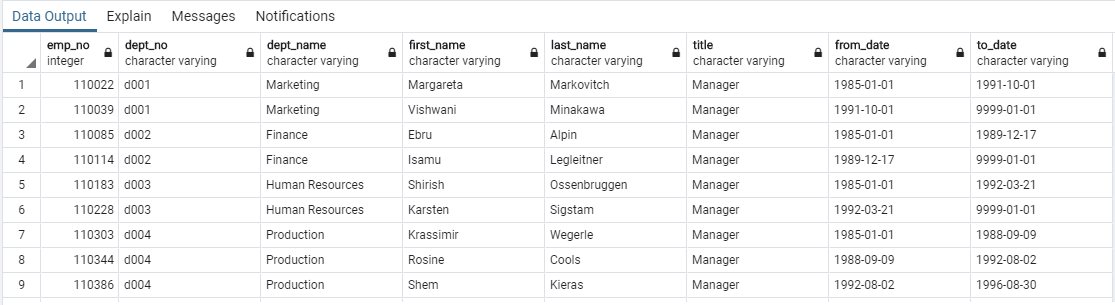 Data Output Explain Messages Notifications
emp_no dept_no dept_name first_name last_name title from_date to_date
integer character varying character varying character varying character varying character varying character varying character varying
1 110022 d001 Marketing Margareta Markovitch Manager 1985-01-01 1991-10-01
2 110039 d001 Marketing Vishwani Minakawa Manager 1991-10-01 9999-01-01
3 110085 d002 Finance Ebru Alpin Manager 1985-01-01 1989-12-17
4 110114 d002 Finance Isamu Legleitner Manager 1989-12-17 9999-01-01
5 110183 d003 Human Resources Shirish Ossenbruggen Manager 1985-01-01 1992-03-21
6 110228 d003 Human Resources Karsten Sigstam Manager 1992-03-21 9999-01-01
7 110303 d004 Production Krassimir Wegerle Manager 1985-01-01 1988-09-09
8 110344 d004 Production Rosine Cools Manager 1988-09-09 1992-08-02
9 110386 d004 Production Shem Kieras Manager 1992-08-02 1996-08-30